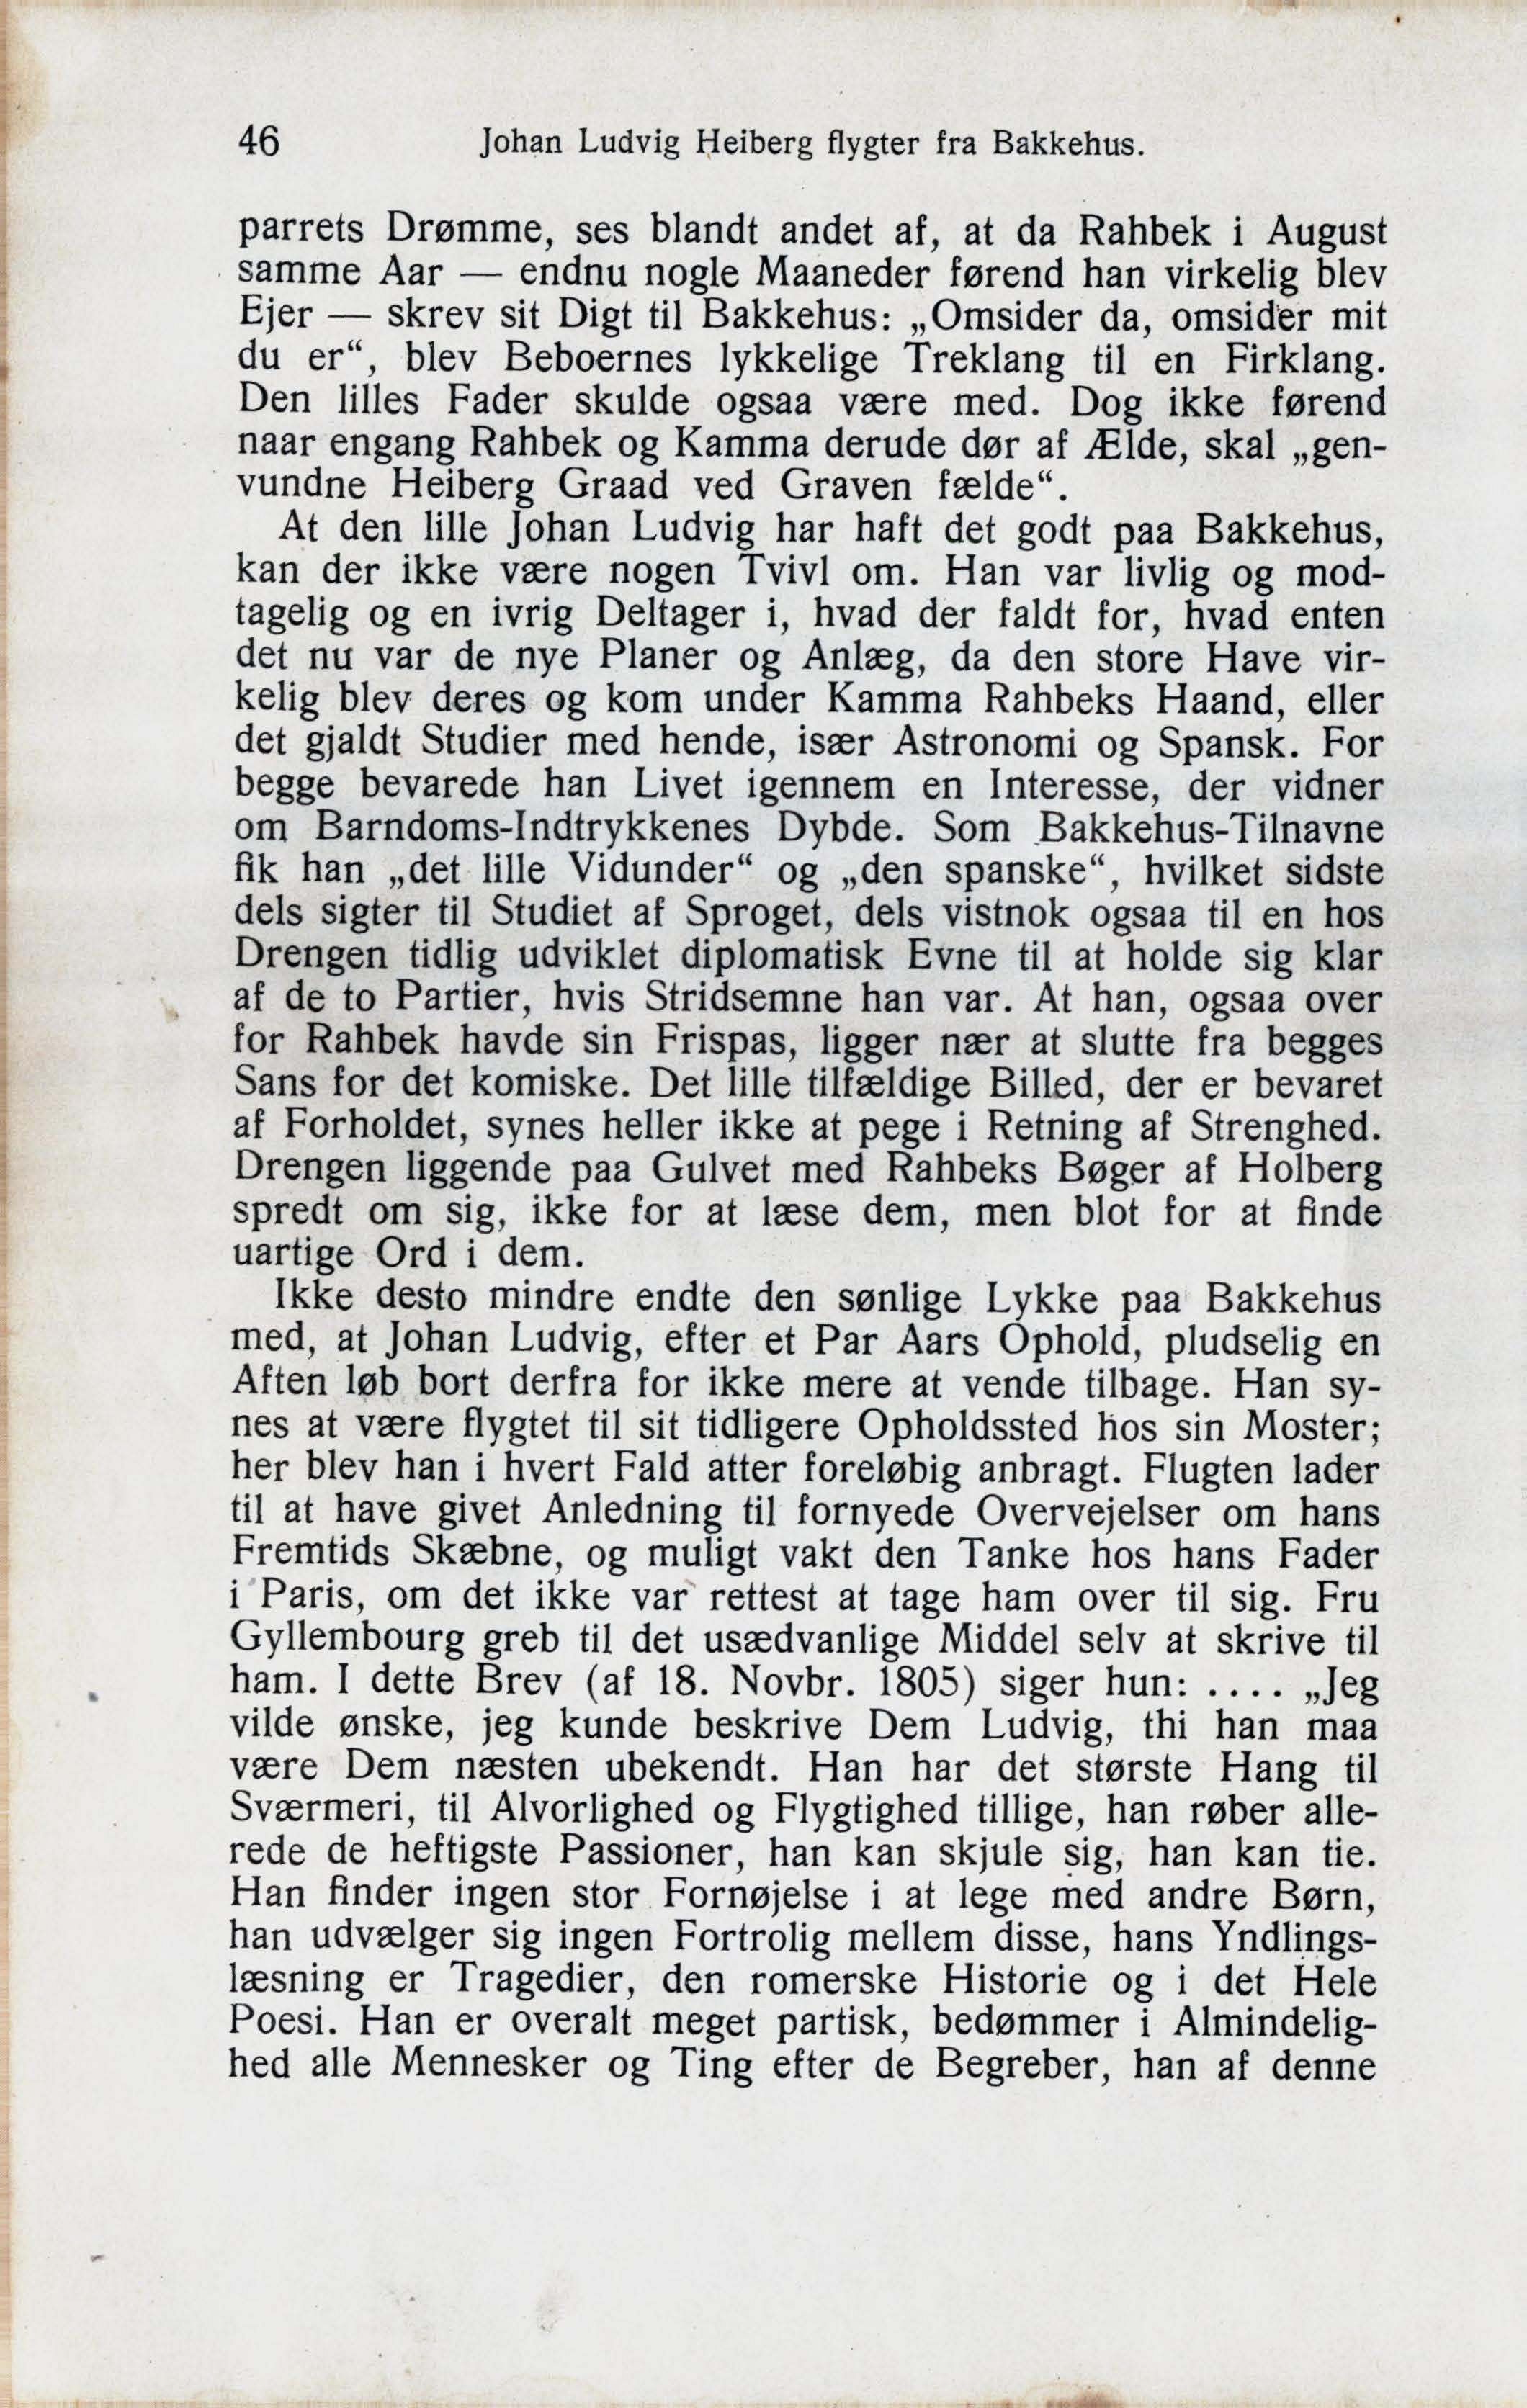 46 Johan Ludvig Heiberg flygter fra Bakkehus.
parrets Drømme, ses blandt andet af, at da Rahbek i August
samme Aar — endnu nogle Maaneder førend han virkelig blev
Ejer — skrev sit Digt til Bakkehus: „Omsider da, omsider mit
du er“, blev Beboernes lykkelige Treklang til en Firklang.
Den lilles Fader skulde ogsaa være med. Dog ikke førend
naar engang Rahbek og Kamma derude dør af Ælde, skal „gen-
vundne Heiberg Graad ved Graven fælde“.
At den lille Johan Ludvig har haft det godt paa Bakkehus,
kan der ikke være nogen Tvivl om. Han var livlig og mod-
tagelig og en ivrig Deltager i, hvad der faldt for, hvad enten
det nu var de nye Planer og Anlæg, da den store Have vir-
kelig blev deres og kom under Kamma Rahbeks Haand, eller
det gjaldt Studier med hende, især Astronomi og Spansk. For
begge bevarede han Livet igennem en Interesse, der vidner
om Barndoms-Indtrykkenes Dybde. Som Bakkehus-Tilnavne
fik han „det lille Vidunder“ og „den spanske“, hvilket sidste
dels sigter til Studiet af Sproget, dels vistnok ogsaa til en hos
Drengen tidlig udviklet diplomatisk Evne til at holde sig klar
af de to Partier, hvis Stridsemne han var. At han, ogsaa over
for Rahbek havde sin Frispas, ligger nær at slutte fra begges
Sans for det komiske. Det lille tilfældige Billed, der er bevaret
af Forholdet, synes heller ikke at pege i Retning af Strenghed.
Drengen liggende paa Gulvet med Rahbeks Bøger af Holberg
spredt om sig, ikke for at læse dem, men blot for at finde
uartige Ord i dem.
Ikke desto mindre endte den sønlige Lykke paa Bakkehus
med, at Johan Ludvig, efter et Par Aars Ophold, pludselig en
Aften løb bort derfra for ikke mere at vende tilbage. Han sy-
nes at være flygtet til sit tidligere Opholdssted hos sin Moster;
her blev han i hvert Fald atter foreløbig anbragt. Flugten lader
til at have givet Anledning til fornyede Overvejelser om hans
Fremtids Skæbne, og muligt vakt den Tanke hos hans Fader
i Paris, om det ikke var rettest at tage ham over til sig. Fru
Gyllembourg greb til det usædvanlige Middel selv at skrive til
ham. I dette Brev (af 18. Novbr. 1805) siger hun: .... „Jeg
vilde ønske, jeg kunde beskrive Dem Ludvig, thi han maa
være Dem næsten ubekendt. Han har det største Hang til
Sværmeri, til Alvorlighed og Flygtighed tillige, han røber alle-
rede de heftigste Passioner, han kan skjule sig, han kan tie.
Han finder ingen stor Fornøjelse i at lege med andre Børn,
han udvælger sig ingen Fortrolig mellem disse, hans Yndlings-
læsning er Tragedier, den romerske Historie og i det Hele
Poesi. Han er overalt meget partisk, bedømmer i Almindelig-
hed alle Mennesker og Ting efter de Begreber, han af denne